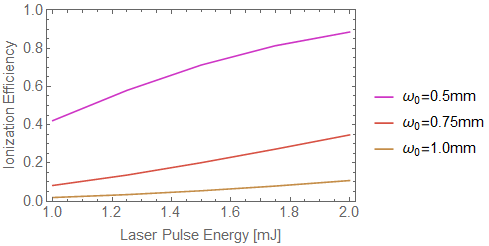 1.0
0.8
0.6
0.4
0.2
0.0
1.0 1.2 1.4 1.6 1.8 2.0
Ionization Efficiency
Laser Pulse Energy [mJ]
ω₀=0.5mm
ω₀=0.75mm
ω₀=1.0mm